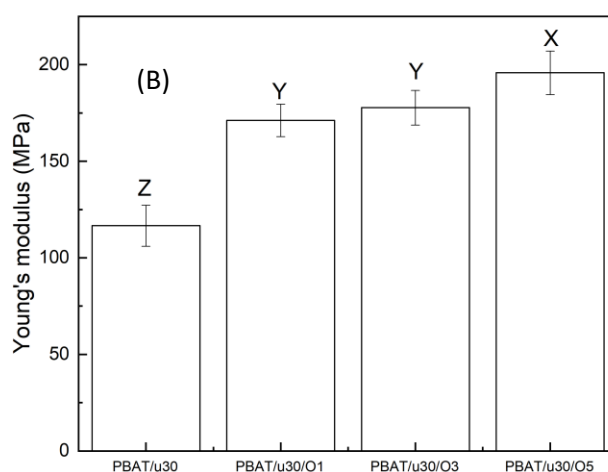 X
200
(B)
Y
Y
150
Z
100
50
0
Young's modulus (MPa)
PBAT/u30 PBAT/u30/O1 PBAT/u30/O3 PBAT/u30/O5